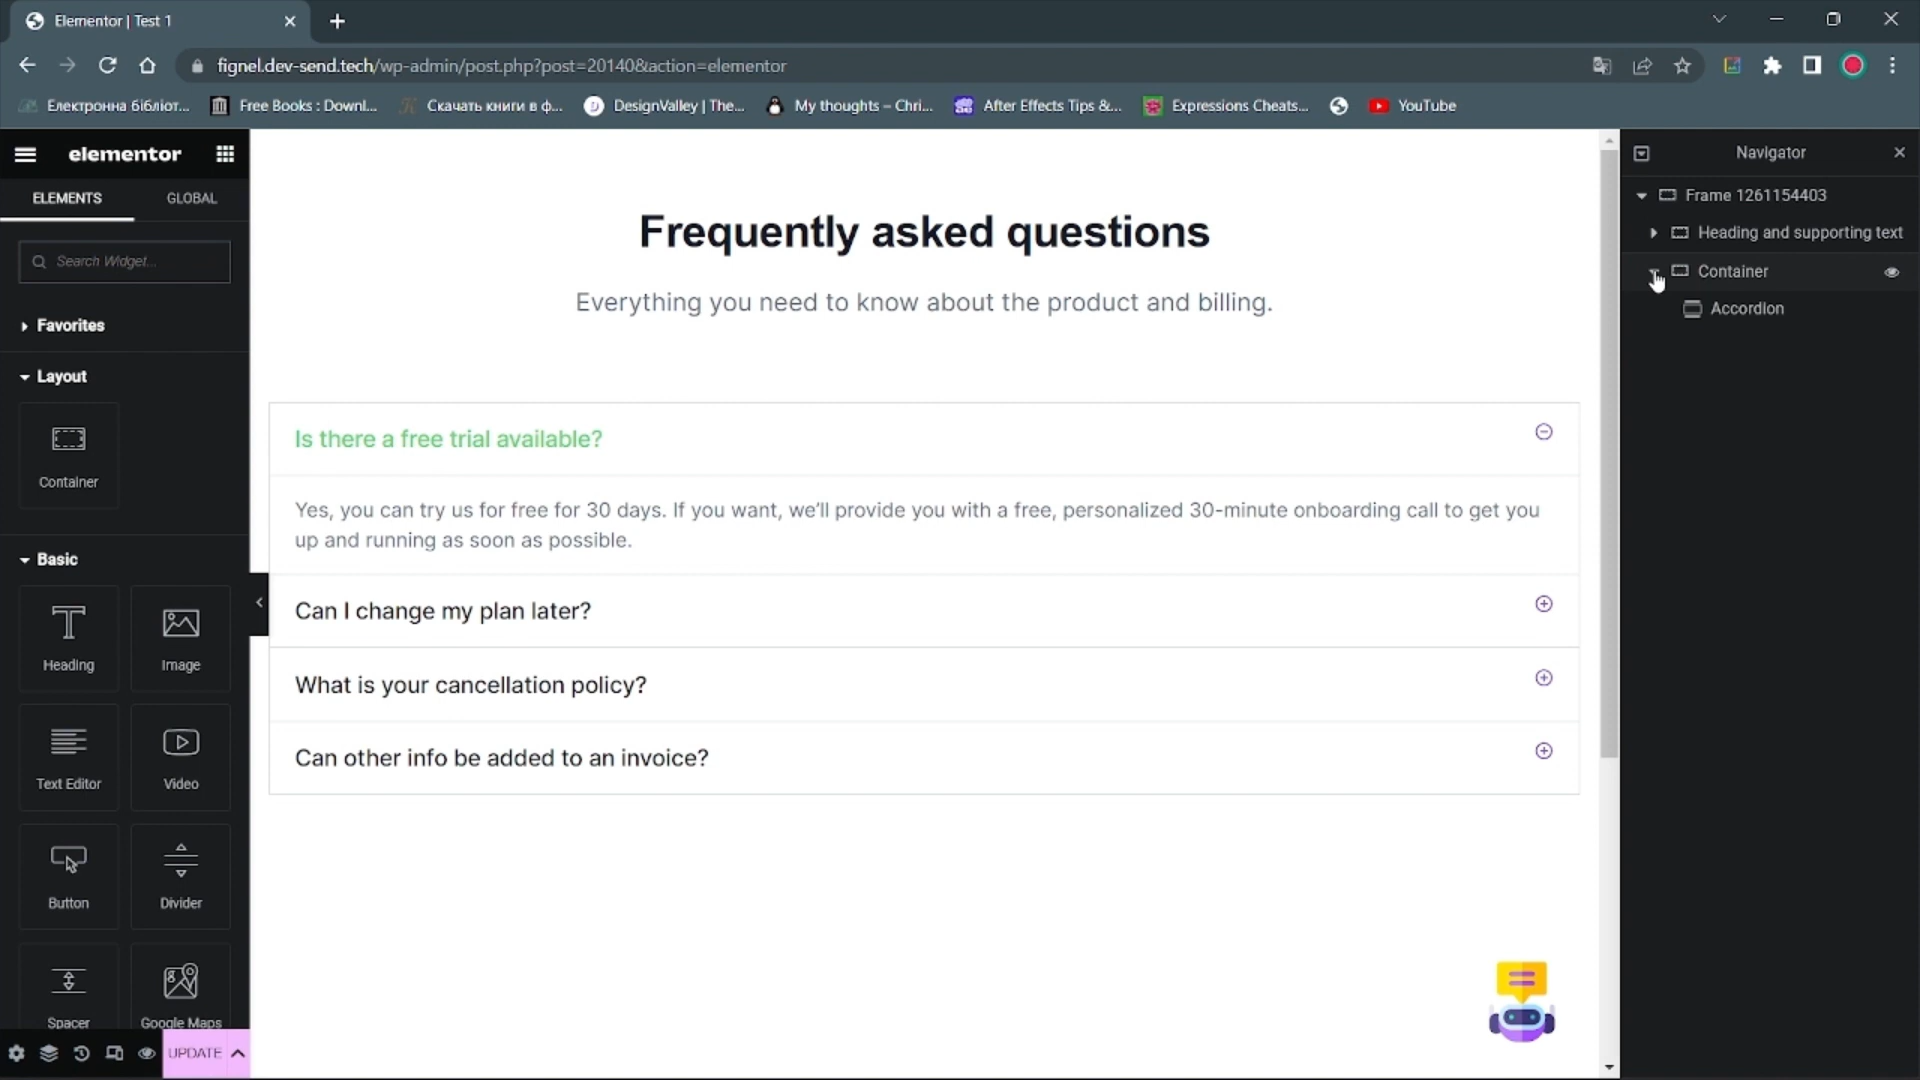 Elementor | Test 1
fignel.dev-send.tech/wp-admin/post.php?post=20140&action=elementor
Електронна бібліот...
Free Books : Downl...
Скачать книги в ф...
DesignValley | The...
My thoughts – Chri...
After Effects Tips &...
Expressions Cheats...
YouTube
elementor
ELEMENTS
GLOBAL
Search Widget...
Favorites
Layout
Container
Basic
Heading
Image
Text Editor
Video
Button
Divider
Spacer
Google Maps
UPDATE
Frequently asked questions
Everything you need to know about the product and billing.
Is there a free trial available?
Yes, you can try us for free for 30 days. If you want, we’ll provide you with a free, personalized 30-minute onboarding call to get you
up and running as soon as possible.
Can I change my plan later?
What is your cancellation policy?
Can other info be added to an invoice?
Navigator
Frame 1261154403
Heading and supporting text
Container
Accordion